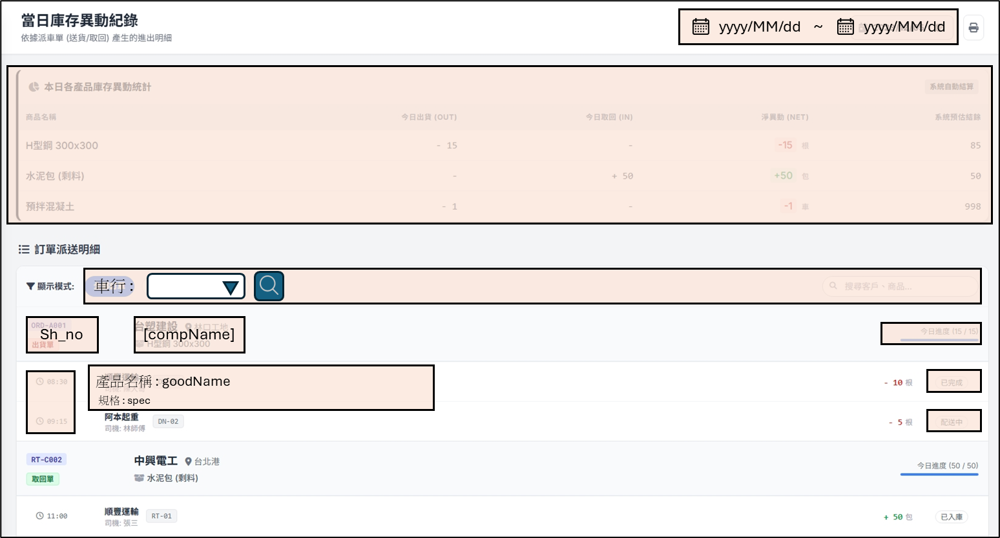 當日庫存異動紀錄
依據派車單 (送貨/取回) 產生的進出明細
yyyy/MM/dd ~ yyyy/MM/dd
本日各產品庫存異動統計 系統自動結算
商品名稱 今日出貨 (OUT) 今日取回 (IN) 淨異動 (NET) 系統預估結餘
H型鋼 300x300 - 15 - -15 根 85
水泥包 (剩料) - + 50 +50 包 50
預拌混凝土 - 1 - -1 車 998
訂單派送明細
顯示模式: 車行 : 搜尋客戶、商品...
ORD-A001 台塑建設 林口工地 今日進度 (15 / 15)
Sh_no [compName]
出貨單 H型鋼 300x300
08:30 順豐運輸 - 10 根 已完成
產品名稱 : goodName
規格 : spec
09:15 阿本起重 DN-02 - 5 根 配送中
司機: 林師傅
RT-C002 中興電工 台北港 今日進度 (50 / 50)
取回單 水泥包 (剩料)
11:00 順豐運輸 RT-01 + 50 包 已入庫
司機: 張三